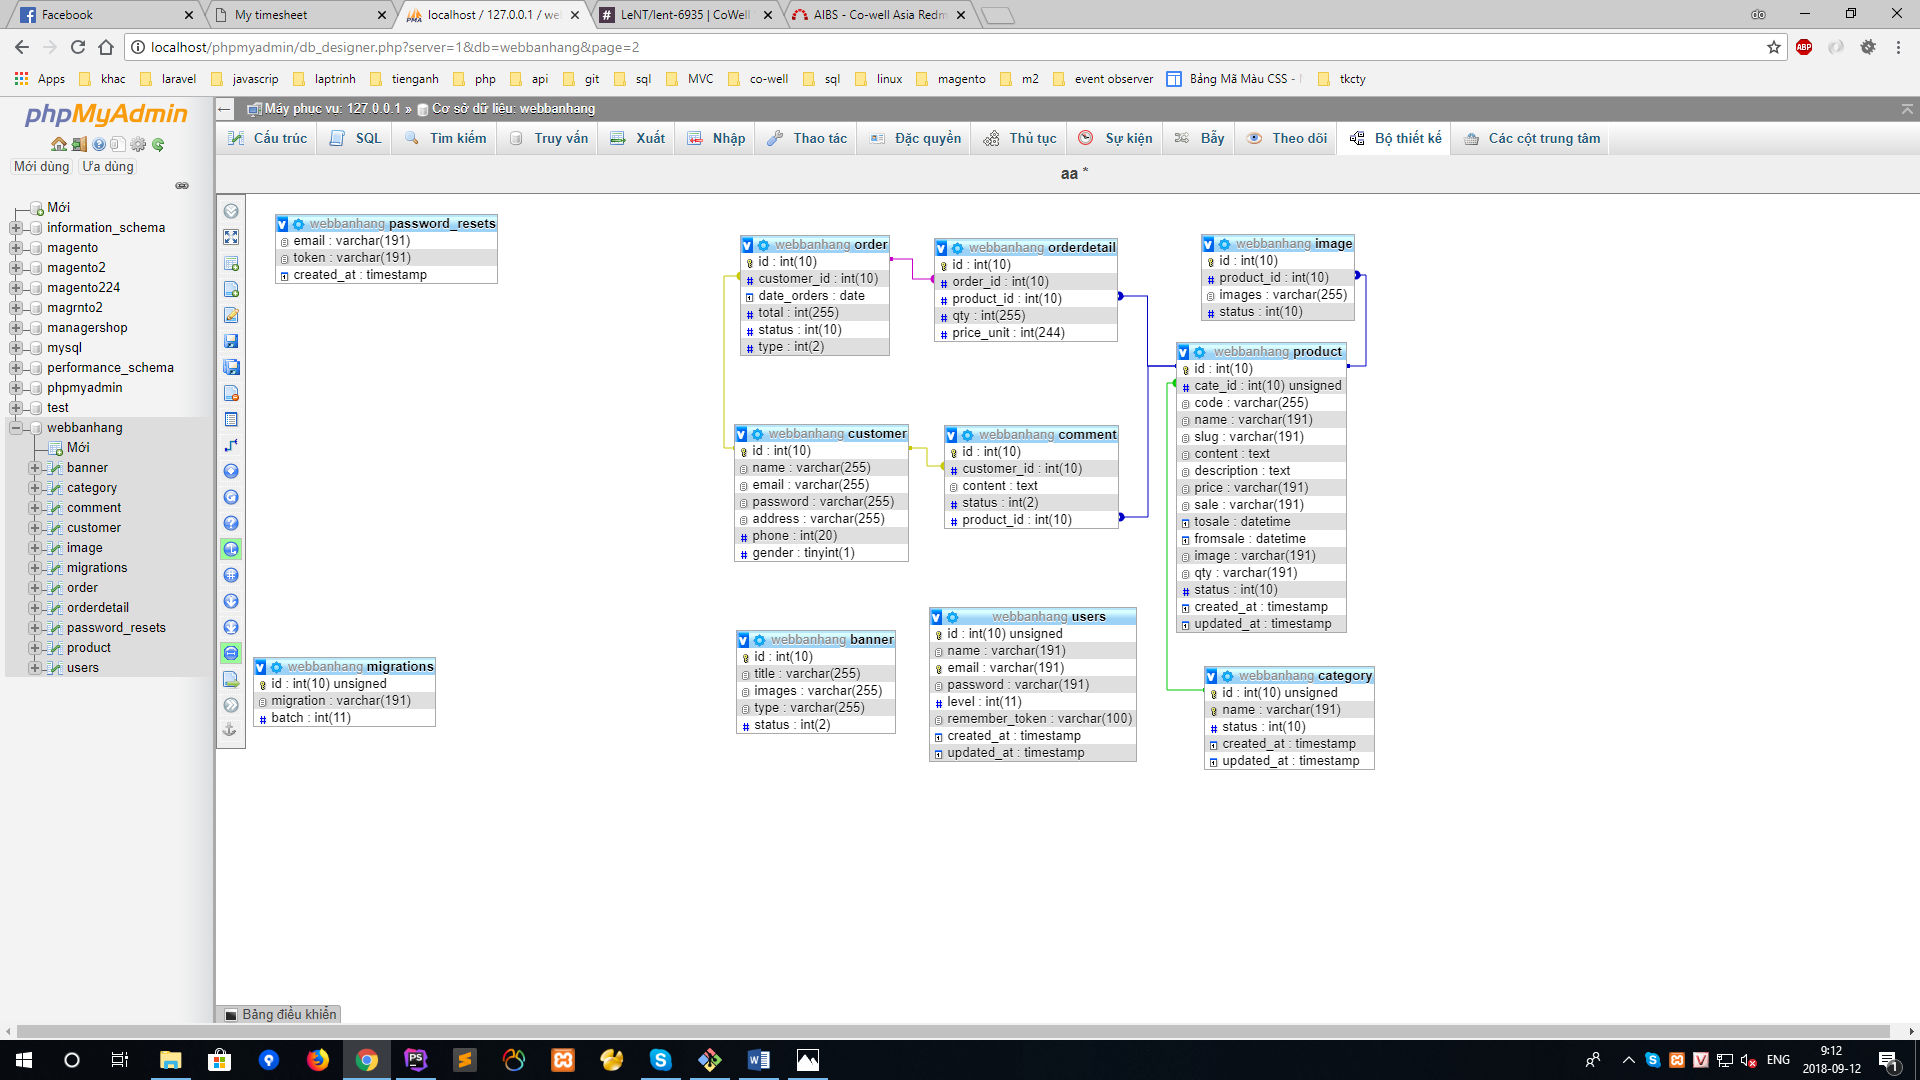 Facebook
My timesheet
localhost / 127.0.0.1 / we
LeNT/lent-6935 | CoWell
AIBS - Co-well Asia Redm
do
localhost/phpmyadmin/db_designer.php?server=1&db=webbanhang&page=2
ABP
Apps
khac
laravel
javascrip
laptrinh
tienganh
php
api
git
sql
MVC
co-well
sql
linux
magento
m2
event observer
Bảng Mã Màu CSS -
tkcty
phpMyAdmin
Mới dùng
Ưa dùng
Mới
information_schema
magento
magento2
magento224
magrnto2
managershop
mysql
performance_schema
phpmyadmin
test
webbanhang
Mới
banner
category
comment
customer
image
migrations
order
orderdetail
password_resets
product
users
Máy phục vụ: 127.0.0.1 » Cơ sở dữ liệu: webbanhang
Cấu trúc
SQL
Tìm kiếm
Truy vấn
Xuất
Nhập
Thao tác
Đặc quyền
Thủ tục
Sự kiện
Bẫy
Theo dõi
Bộ thiết kế
Các cột trung tâm
aa *
webbanhang password_resets
email : varchar(191)
token : varchar(191)
created_at : timestamp
webbanhang order
id : int(10)
customer_id : int(10)
date_orders : date
total : int(255)
status : int(10)
type : int(2)
webbanhang orderdetail
id : int(10)
order_id : int(10)
product_id : int(10)
qty : int(255)
price_unit : int(244)
webbanhang image
id : int(10)
product_id : int(10)
images : varchar(255)
status : int(10)
webbanhang product
id : int(10)
cate_id : int(10) unsigned
code : varchar(255)
name : varchar(191)
slug : varchar(191)
content : text
description : text
price : varchar(191)
sale : varchar(191)
tosale : datetime
fromsale : datetime
image : varchar(191)
qty : varchar(191)
status : int(10)
created_at : timestamp
updated_at : timestamp
webbanhang customer
id : int(10)
name : varchar(255)
email : varchar(255)
password : varchar(255)
address : varchar(255)
phone : int(20)
gender : tinyint(1)
webbanhang comment
id : int(10)
customer_id : int(10)
content : text
status : int(2)
product_id : int(10)
webbanhang banner
id : int(10)
title : varchar(255)
images : varchar(255)
type : varchar(255)
status : int(2)
webbanhang users
id : int(10) unsigned
name : varchar(191)
email : varchar(191)
password : varchar(191)
level : int(11)
remember_token : varchar(100)
created_at : timestamp
updated_at : timestamp
webbanhang migrations
id : int(10) unsigned
migration : varchar(191)
batch : int(11)
webbanhang category
id : int(10) unsigned
name : varchar(191)
status : int(10)
created_at : timestamp
updated_at : timestamp
Bảng điều khiển
ENG
9:12
2018-09-12
1